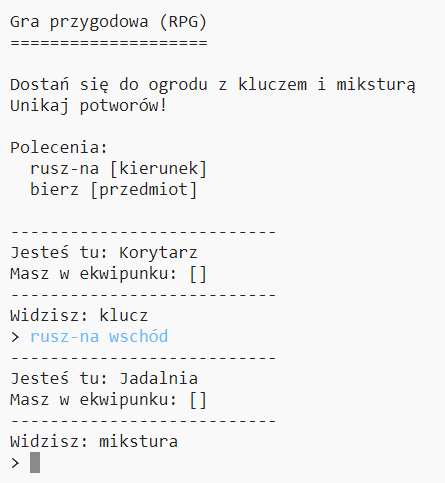 Gra przygodowa (RPG)
====================
Dostań się do ogrodu z kluczem i miksturą
Unikaj potworów!
Polecenia:
  rusz-na [kierunek]
  bierz [przedmiot]
---------------------------
Jesteś tu: Korytarz
Masz w ekwipunku: []
---------------------------
Widzisz: klucz
> rusz-na wschód
---------------------------
Jesteś tu: Jadalnia
Masz w ekwipunku: []
---------------------------
Widzisz: mikstura
>